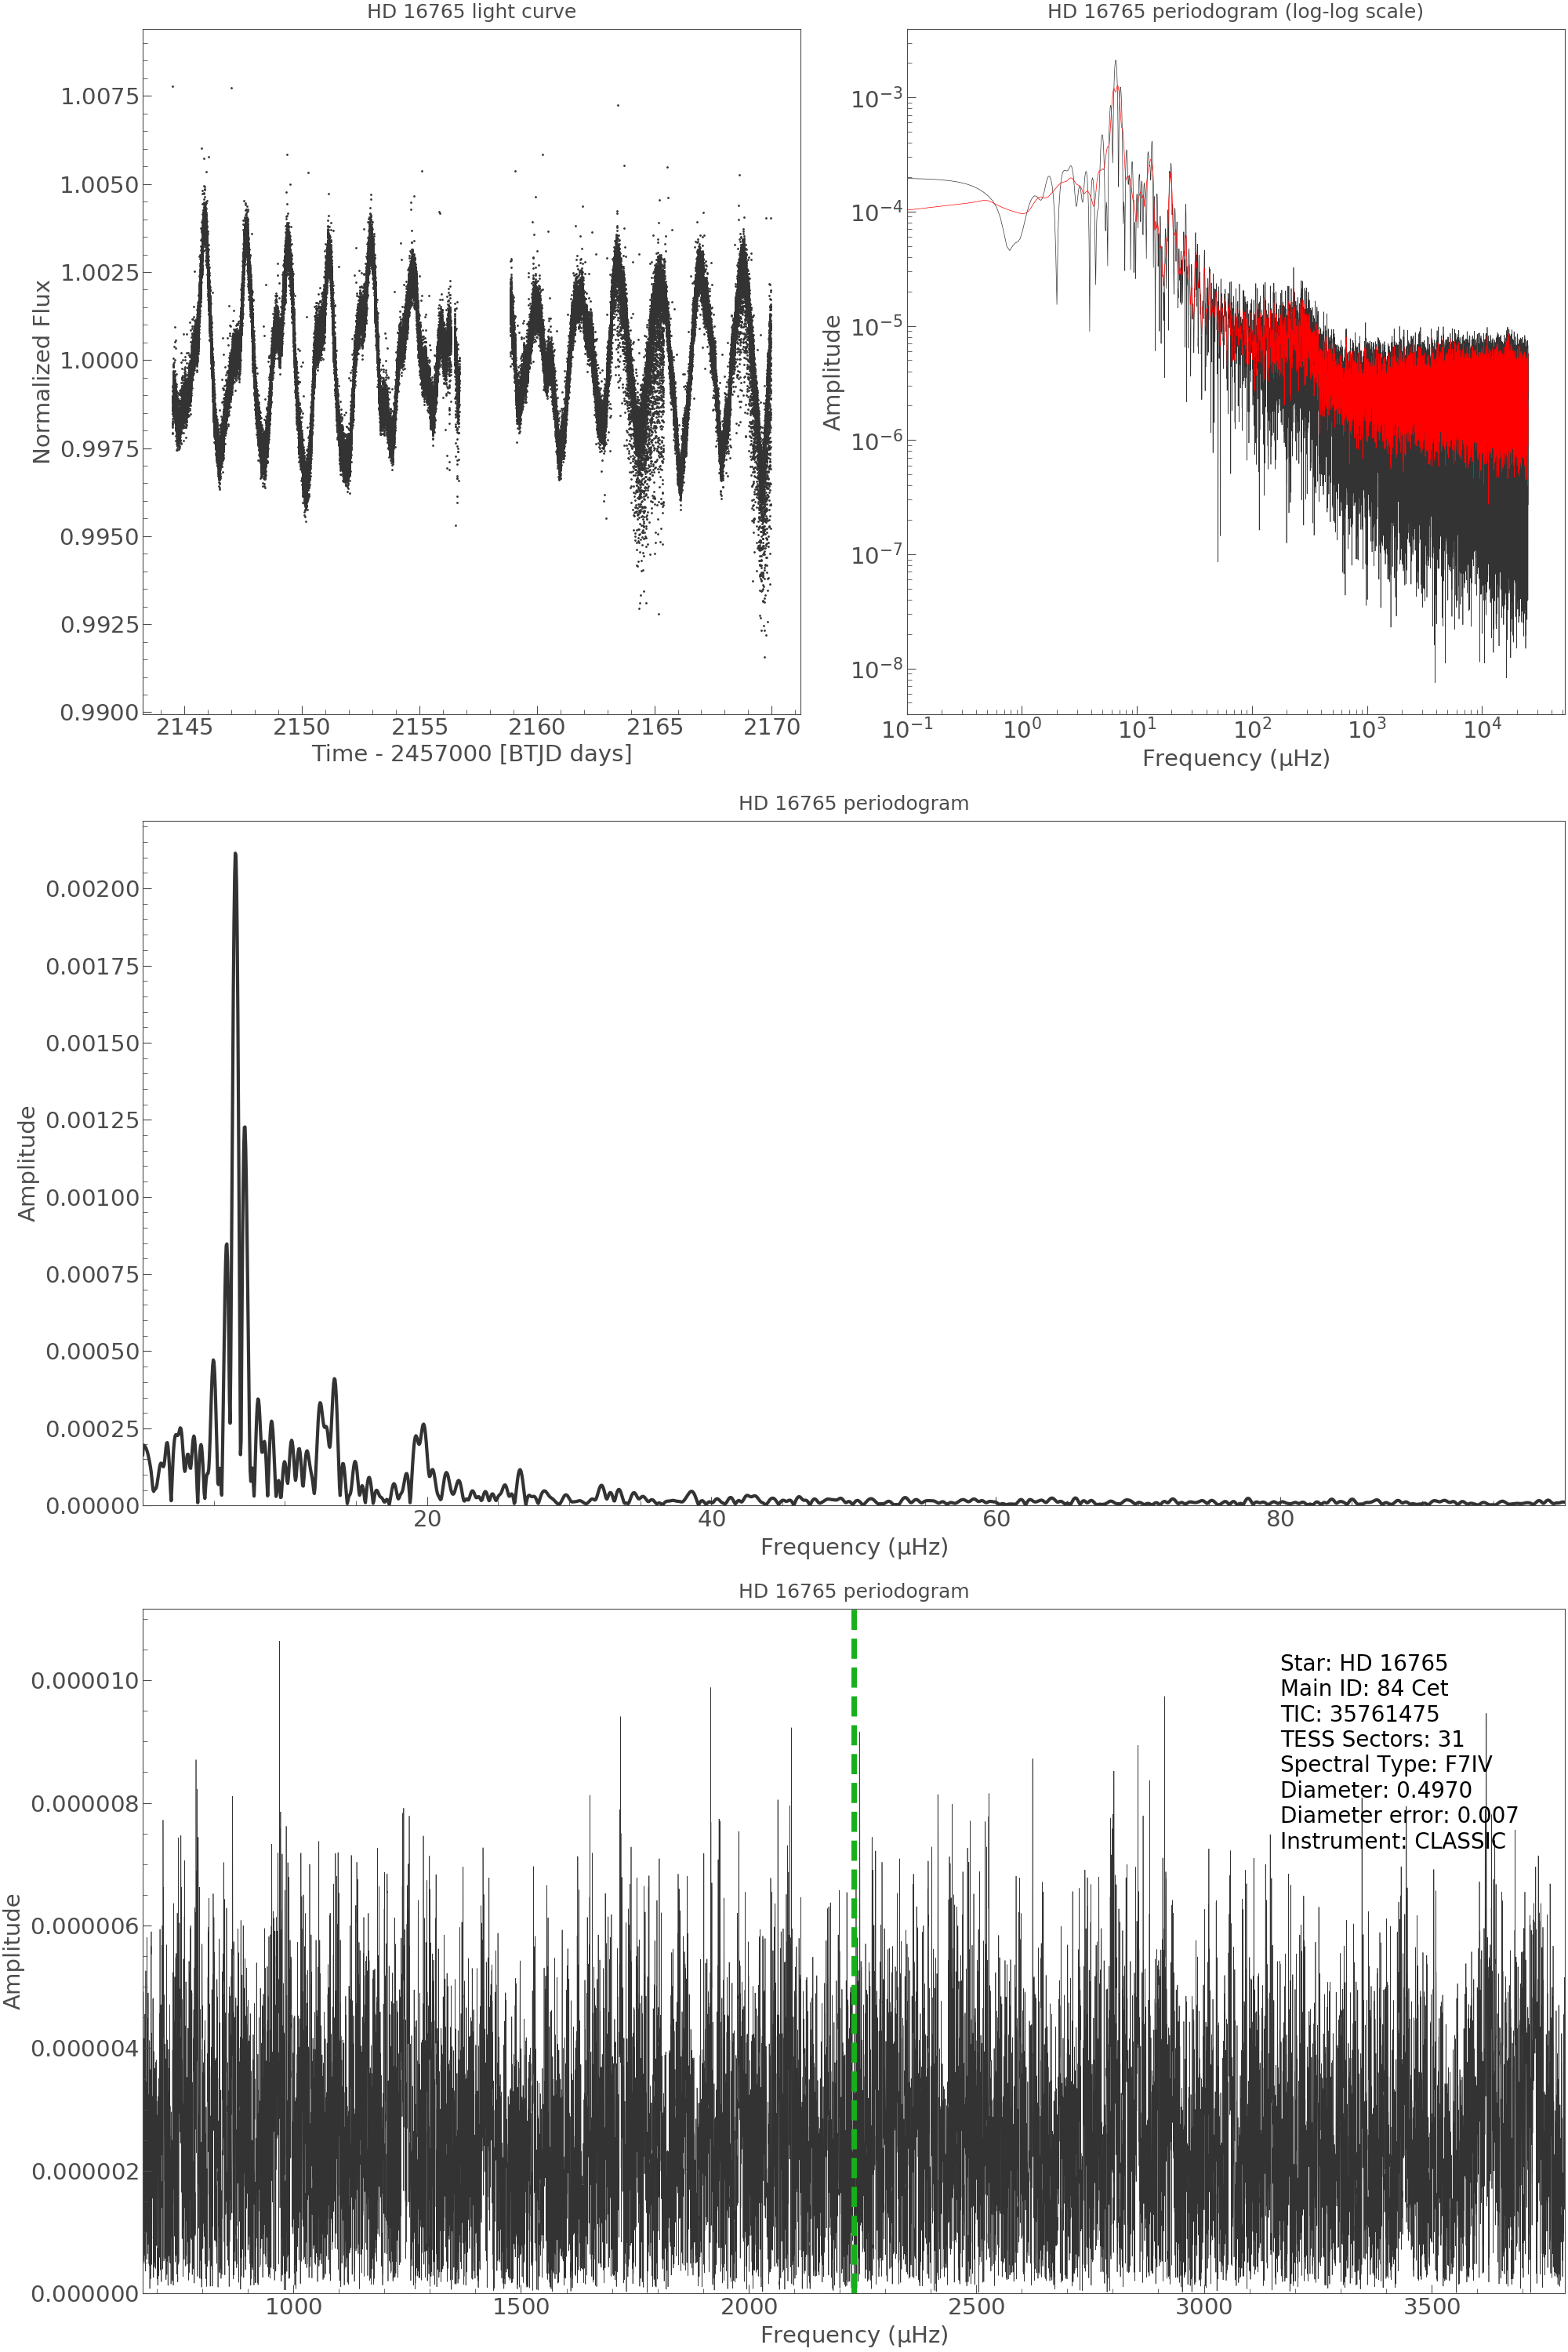 HD 16765 light curve
Normalized Flux
1.0075
1.0050
1.0025
1.0000
0.9975
0.9950
0.9925
0.9900
2145 2150 2155 2160 2165 2170
Time - 2457000 [BTJD days]
HD 16765 periodogram (log-log scale)
Amplitude
10⁻³
10⁻⁴
10⁻⁵
10⁻⁶
10⁻⁷
10⁻⁸
10⁻¹ 10⁰ 10¹ 10² 10³ 10⁴
Frequency (μHz)
HD 16765 periodogram
Amplitude
0.00200
0.00175
0.00150
0.00125
0.00100
0.00075
0.00050
0.00025
0.00000
20 40 60 80
Frequency (μHz)
HD 16765 periodogram
Amplitude
0.000010
0.000008
0.000006
0.000004
0.000002
0.000000
Star: HD 16765
Main ID: 84 Cet
TIC: 35761475
TESS Sectors: 31
Spectral Type: F7IV
Diameter: 0.4970
Diameter error: 0.007
Instrument: CLASSIC
1000 1500 2000 2500 3000 3500
Frequency (μHz)